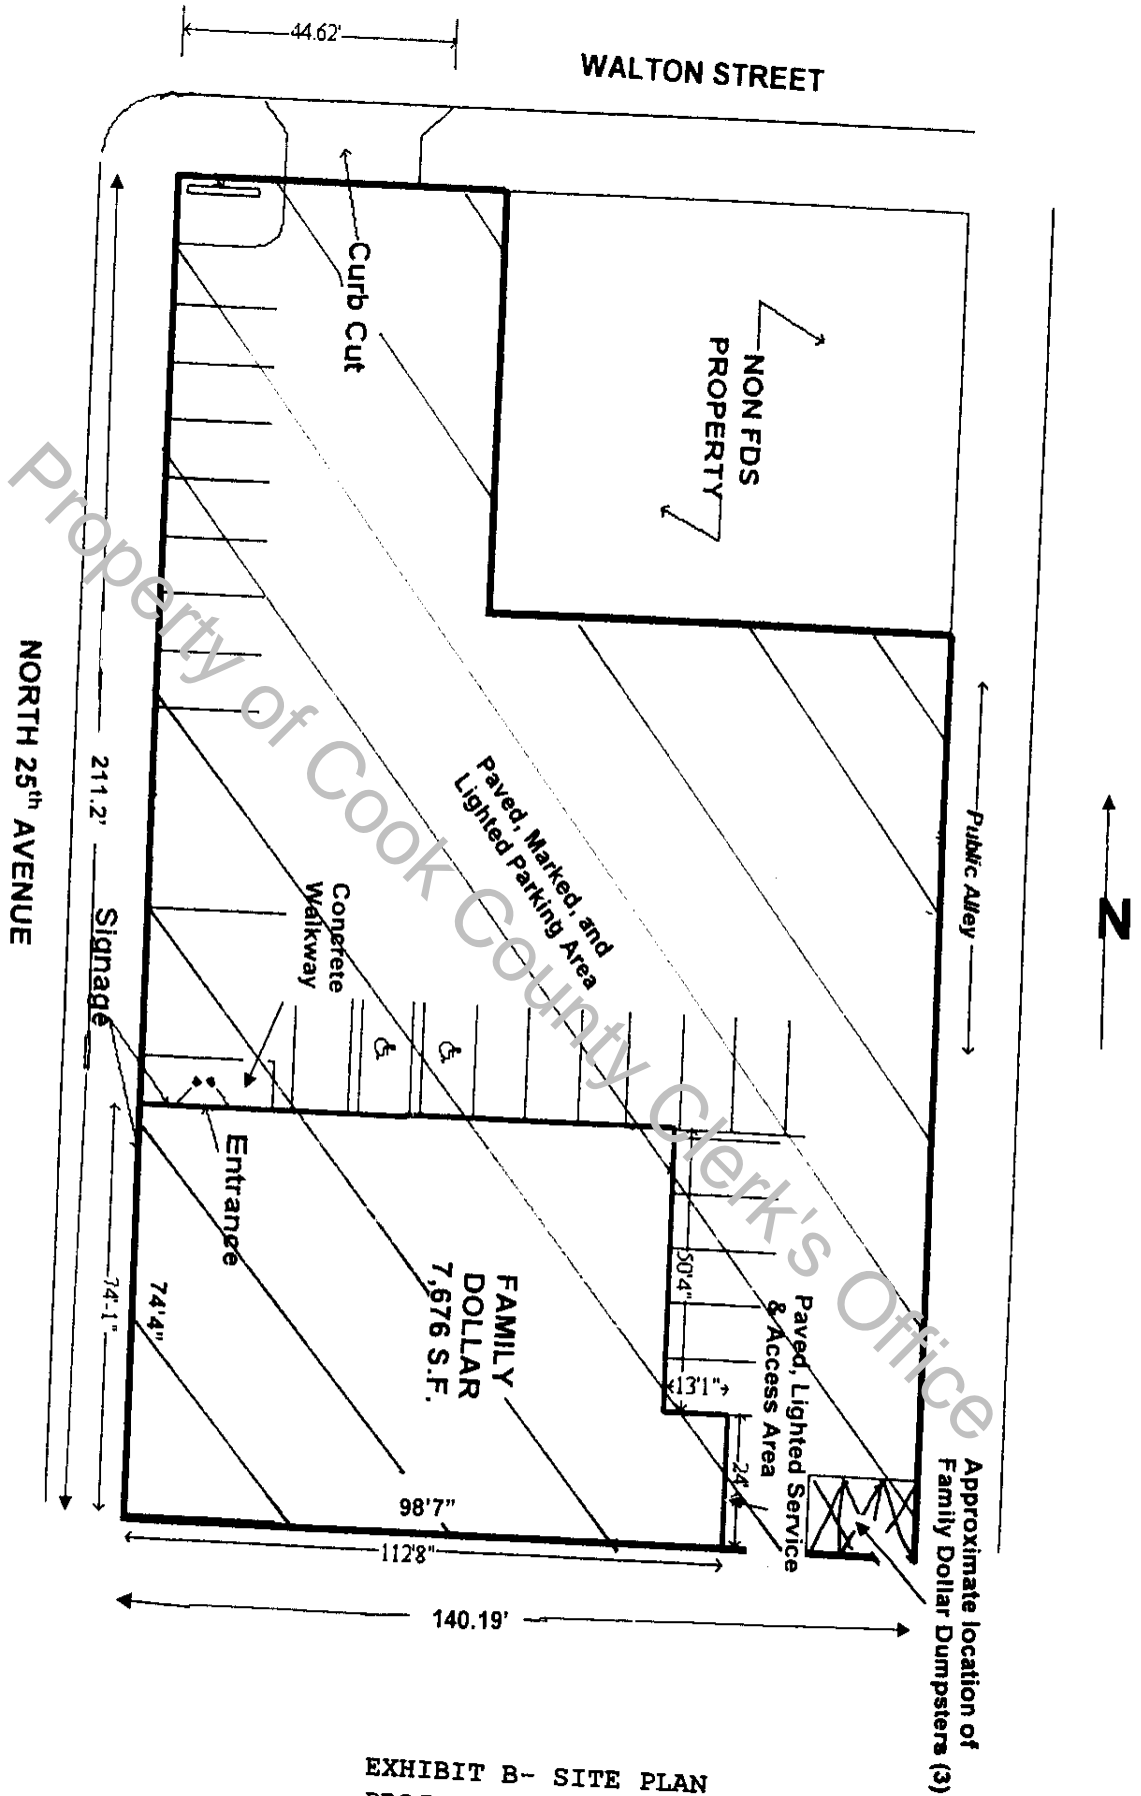 44.62'
WALTON STREET
Curb Cut
NON FDS
PROPERTY
Public Alley
N
NORTH 25th AVENUE
211.2'
Signage
Paved, Marked, and
Lighted Parking Area
Concrete
Walkway
Entrance
74'-1"
74'4"
FAMILY
DOLLAR
7,676 S.F.
50'4"
13'1"
Paved, Lighted Service
& Access Area
98'7"
112'8"
140.19'
Approximate location of
Family Dollar Dumpsters (3)
Property of Cook County Clerk's Office
EXHIBIT B- SITE PLAN